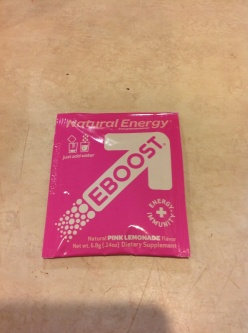 Natural Energy
just add water
EBOOST
ENERGY
IMMUNITY
Natural PINK LEMONADE Flavor
Net wt. 6.8g (.24oz) Dietary Supplement